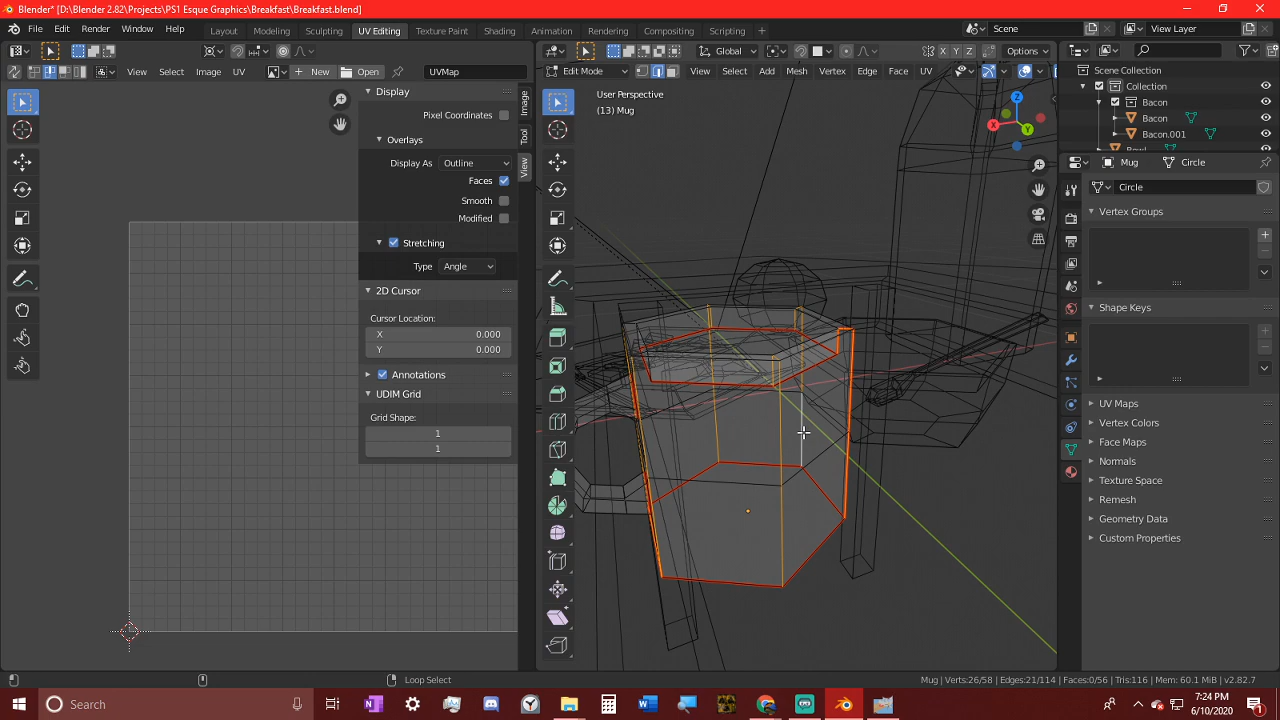 Blender* [D:\Blender 2.82\Projects\PS1 Esque Graphics\Breakfast\Breakfast.blend]
File Edit Render Window Help Layout Modeling Sculpting UV Editing Texture Paint Shading Animation Rendering Compositing Scripting Scene View Layer
Global Options
X Y Z
View Select Image UV New Open UVMap
Edit Mode View Select Add Mesh Vertex Edge Face UV
Display
Pixel Coordinates
Overlays
Display As Outline
Faces
Smooth
Modified
Stretching
Type Angle
2D Cursor
Cursor Location:
X 0.000
Y 0.000
Annotations
UDIM Grid
Grid Shape:
1
1
Image
Tool
View
User Perspective
(13) Mug
Z
X
Y
Scene Collection
Collection
Bacon
Bacon
Bacon.001
Mug Circle
Circle
Vertex Groups
Shape Keys
UV Maps
Vertex Colors
Face Maps
Normals
Texture Space
Remesh
Geometry Data
Custom Properties
Loop Select
Mug | Verts:26/58 | Edges:21/114 | Faces:0/56 | Tris:116 | Mem: 60.1 MiB | v2.82.7
Search
7:24 PM
6/10/2020